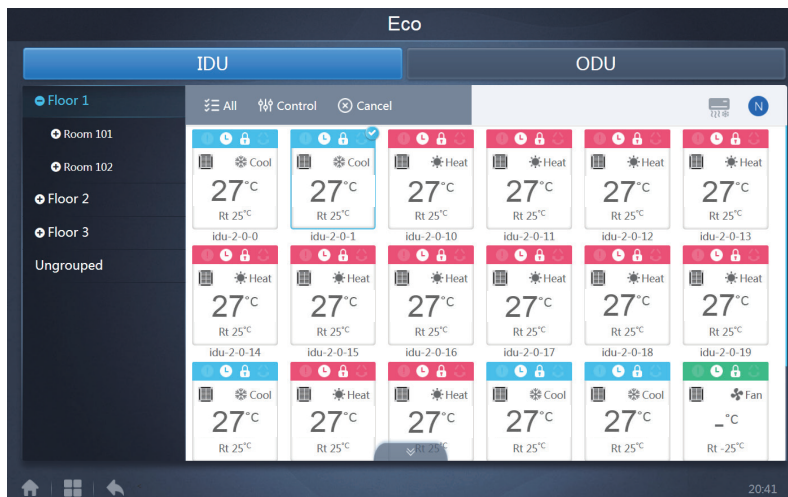 Eco
IDU ODU
Floor 1
Room 101
Room 102
Floor 2
Floor 3
Ungrouped
All Control Cancel N
Cool Cool Heat Heat Heat Heat
27°C 27°C 27°C 27°C 27°C 27°C
Rt 25°C Rt 25°C Rt 25°C Rt 25°C Rt 25°C Rt 25°C
idu-2-0-0 idu-2-0-1 idu-2-0-10 idu-2-0-11 idu-2-0-12 idu-2-0-13
Heat Heat Heat Heat Heat Heat
27°C 27°C 27°C 27°C 27°C 27°C
Rt 25°C Rt 25°C Rt 25°C Rt 25°C Rt 25°C Rt 25°C
idu-2-0-14 idu-2-0-15 idu-2-0-16 idu-2-0-17 idu-2-0-18 idu-2-0-19
Cool Heat Heat Cool Cool Fan
27°C 27°C 27°C 27°C 27°C _°C
Rt 25°C Rt 25°C Rt 25°C Rt 25°C Rt 25°C Rt -25°C
20:41